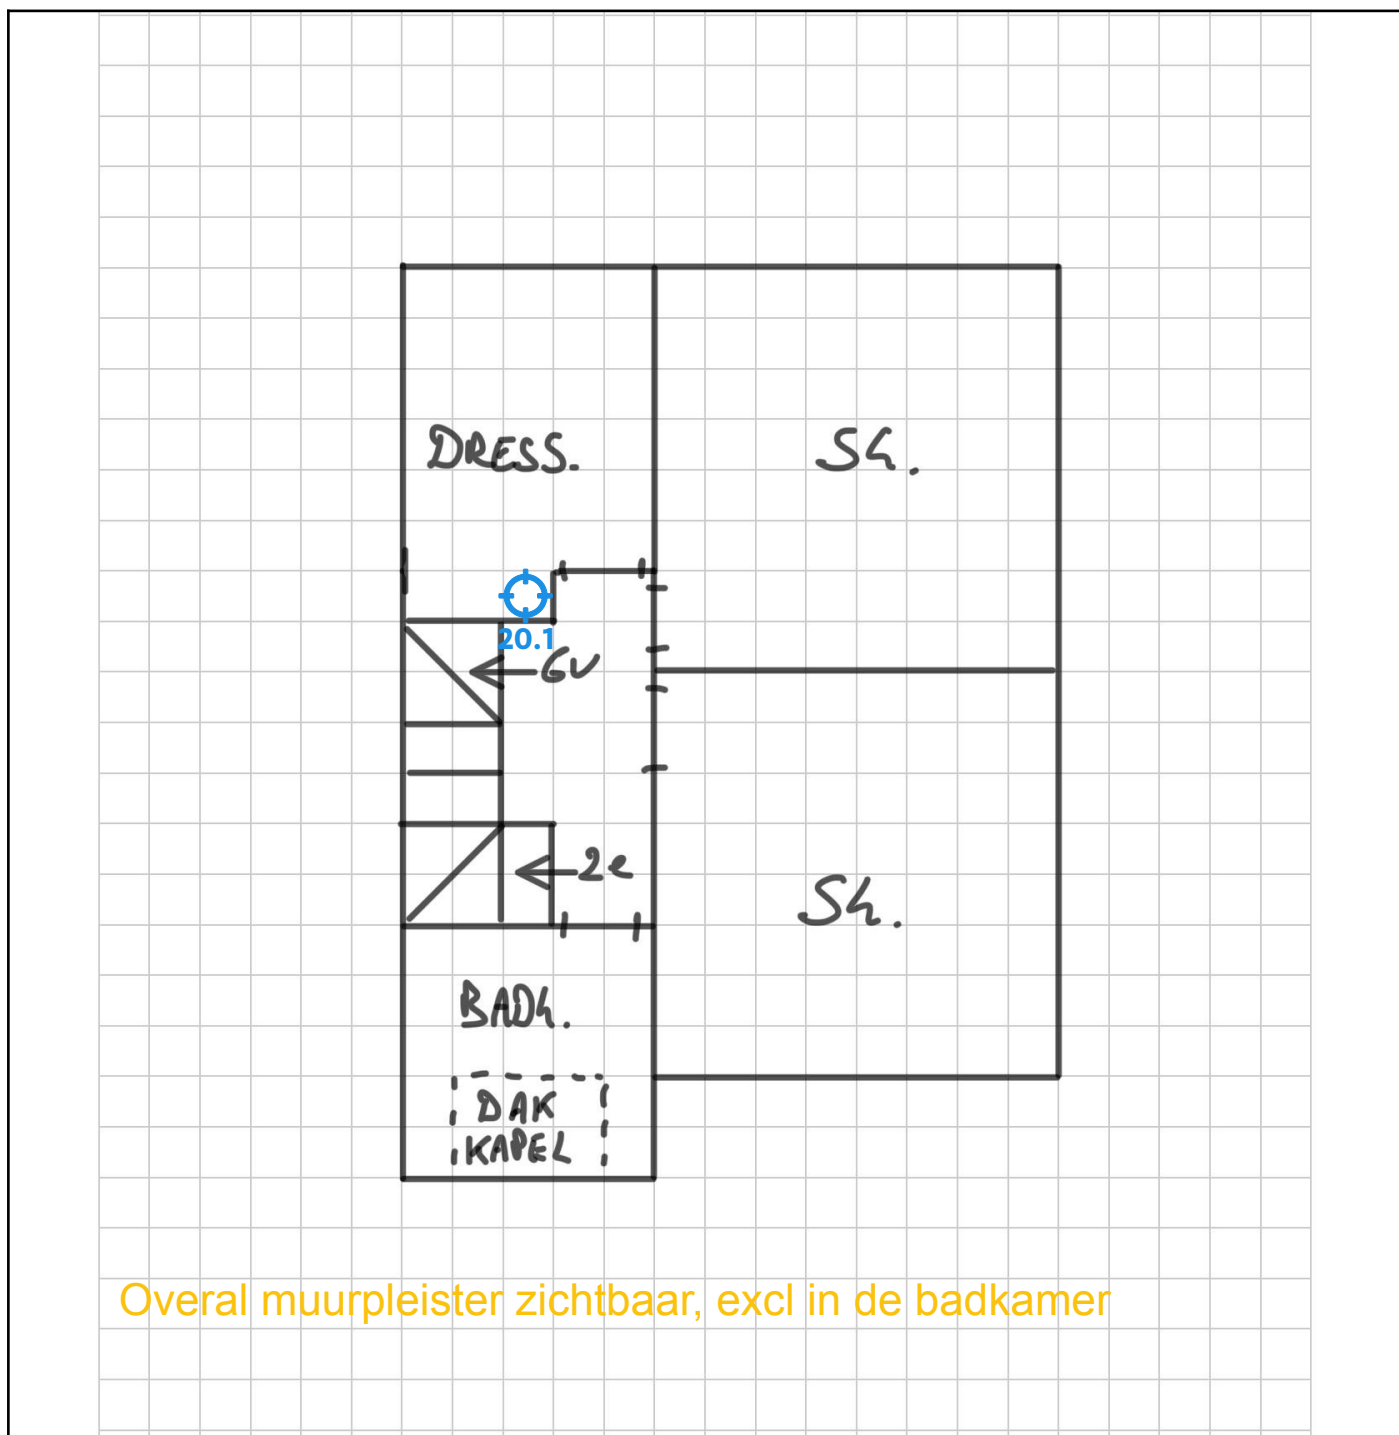 DRESS.
Sk.
20.1
GV
2e
Sk.
BADk.
DAK
KAPEL
Overal muurpleister zichtbaar, excl in de badkamer